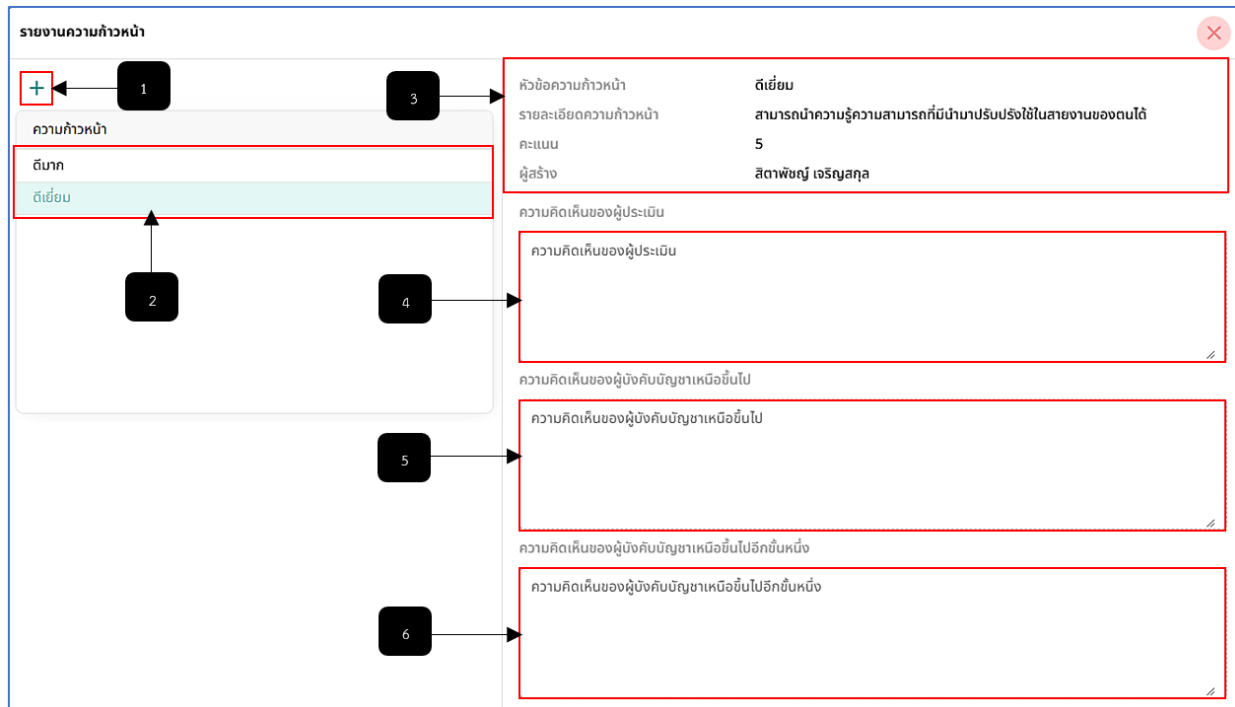 รายงานความก้าวหน้า
1
ความก้าวหน้า
ดีมาก
ดีเยี่ยม
2
3
หัวข้อความก้าวหน้า ดีเยี่ยม
รายละเอียดความก้าวหน้า สามารถนำความรู้ความสามารถที่มีนำมาปรับปรังใช้ในสายงานของตนได้
คะแนน 5
ผู้สร้าง สิตาพัชญ์ เจริญสกุล
ความคิดเห็นของผู้ประเมิน
ความคิดเห็นของผู้ประเมิน
4
ความคิดเห็นของผู้บังคับบัญชาเหนือขึ้นไป
ความคิดเห็นของผู้บังคับบัญชาเหนือขึ้นไป
5
ความคิดเห็นของผู้บังคับบัญชาเหนือขึ้นไปอีกขั้นหนึ่ง
ความคิดเห็นของผู้บังคับบัญชาเหนือขึ้นไปอีกขั้นหนึ่ง
6